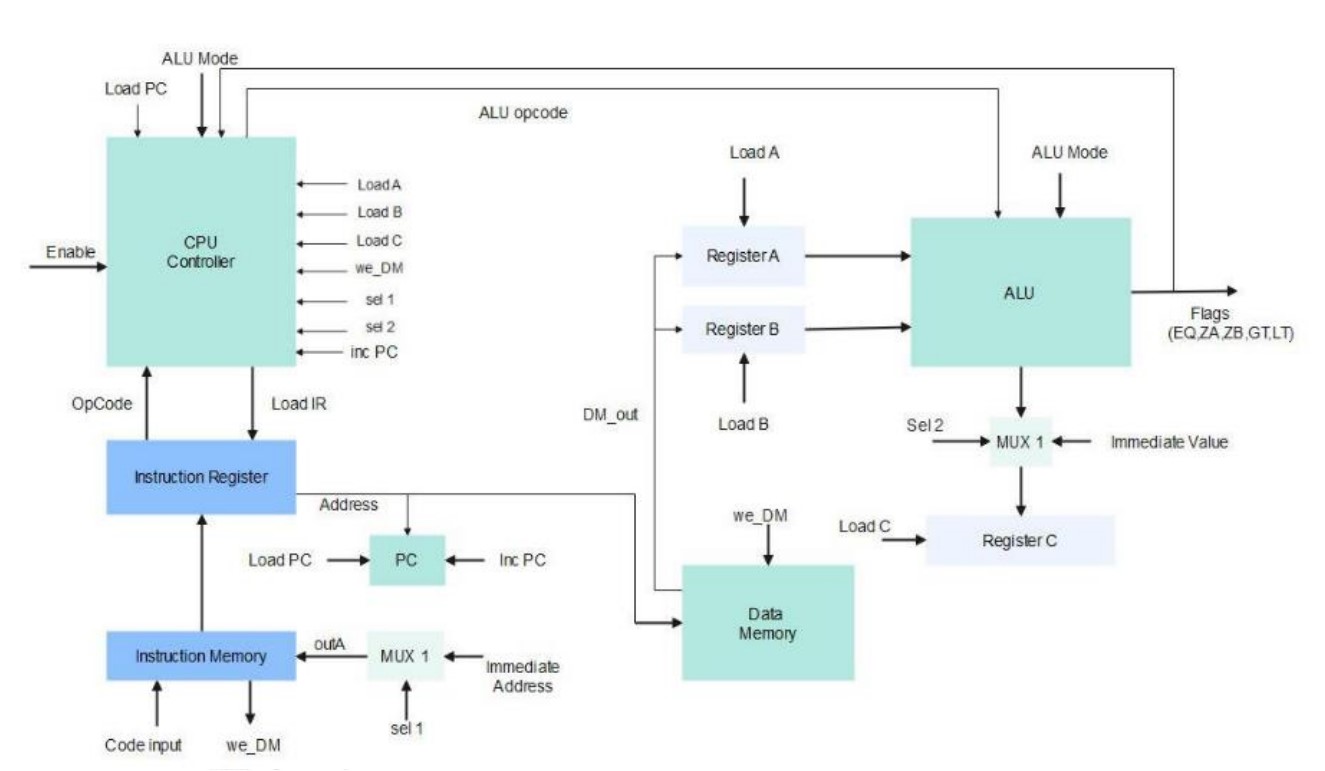 ALU Mode
Load PC
ALU opcode
Load A
ALU Mode
Load A
Load B
Load C
we_DM
sel 1
sel 2
inc PC
CPU
Controller
Enable
Register A
Register B
ALU
Flags
(EQ,ZA,ZB,GT,LT)
OpCode
Load IR
DM_out
Load B
Sel 2
MUX 1
Immediate Value
Instruction Register
Address
we_DM
Load C
Register C
Load PC
PC
Inc PC
Data
Memory
Instruction Memory
outA
MUX 1
Immediate
Address
sel 1
Code input
we_DM